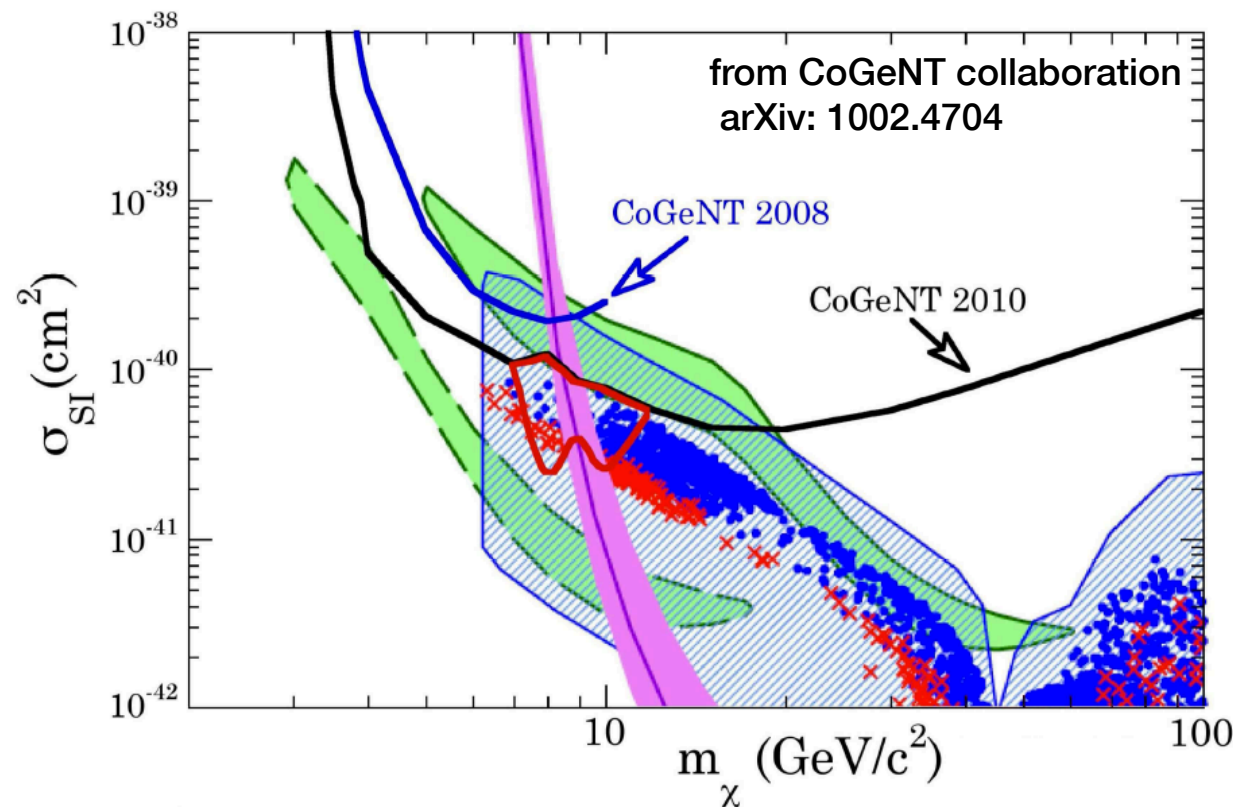 from CoGeNT collaboration
arXiv: 1002.4704
CoGeNT 2008
CoGeNT 2010
10^-38
10^-39
10^-40
10^-41
10^-42
σ_SI (cm^2)
10
100
m_χ (GeV/c^2)